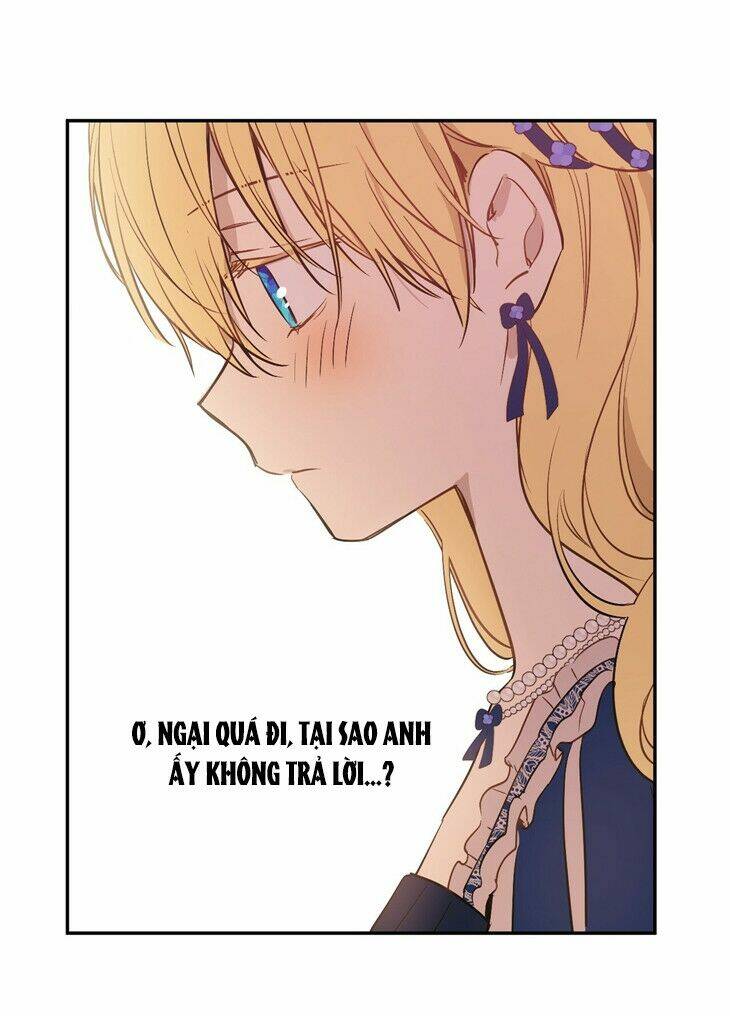 Ơ, NGẠI QUÁ ĐI, TẠI SAO ANH
ẤY KHÔNG TRẢ LỜI...?